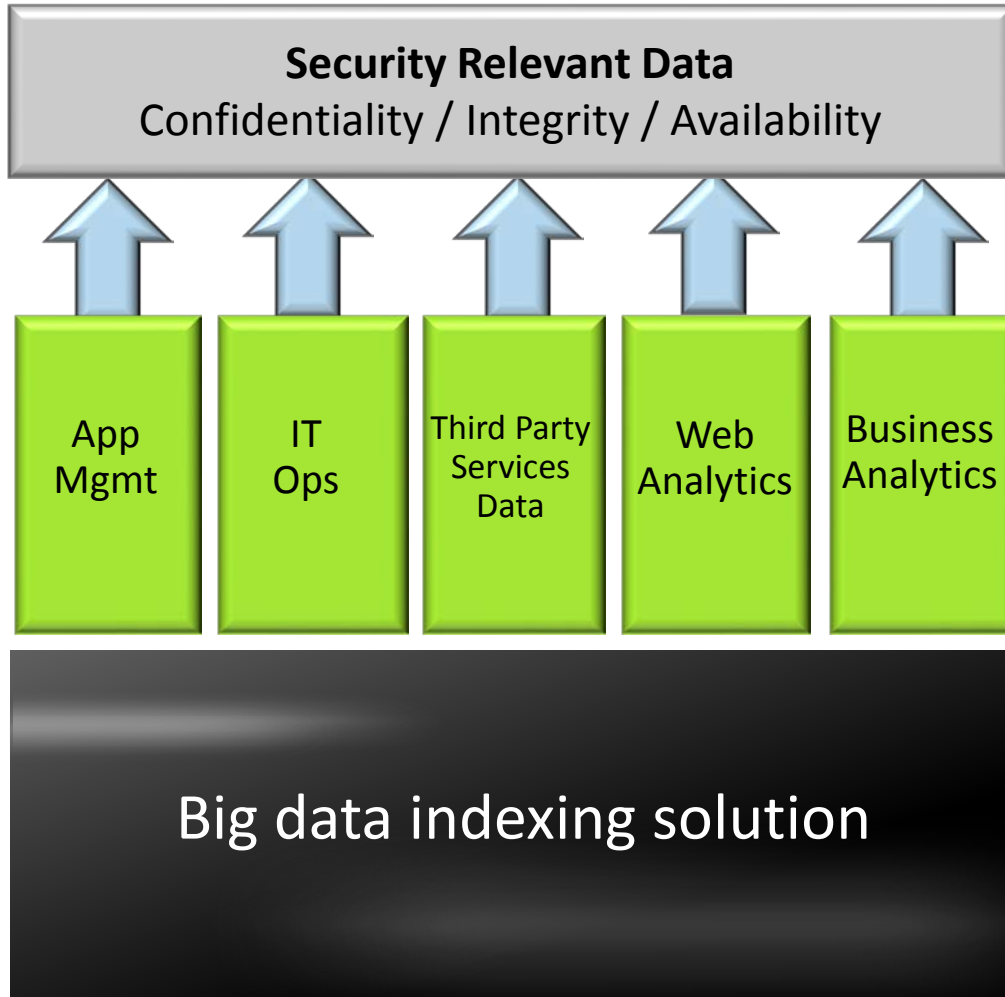 Security Relevant Data
Confidentiality / Integrity / Availability
App
Mgmt
IT
Ops
Third Party
Services
Data
Web
Analytics
Business
Analytics
Big data indexing solution